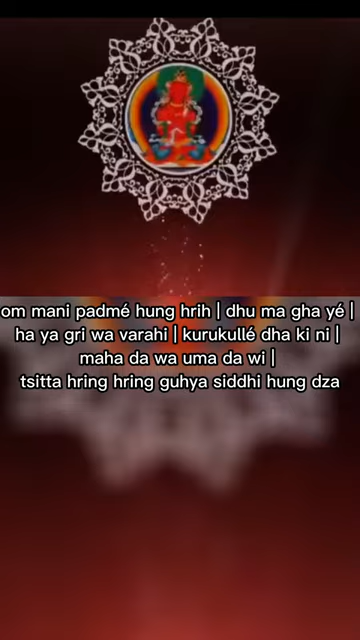 om mani padmé hung hrih | dhu ma gha yé |
ha ya gri wa varahi | kurukullé dha ki ni |
maha da wa uma da wi |
tsitta hring hring guhya siddhi hung dza